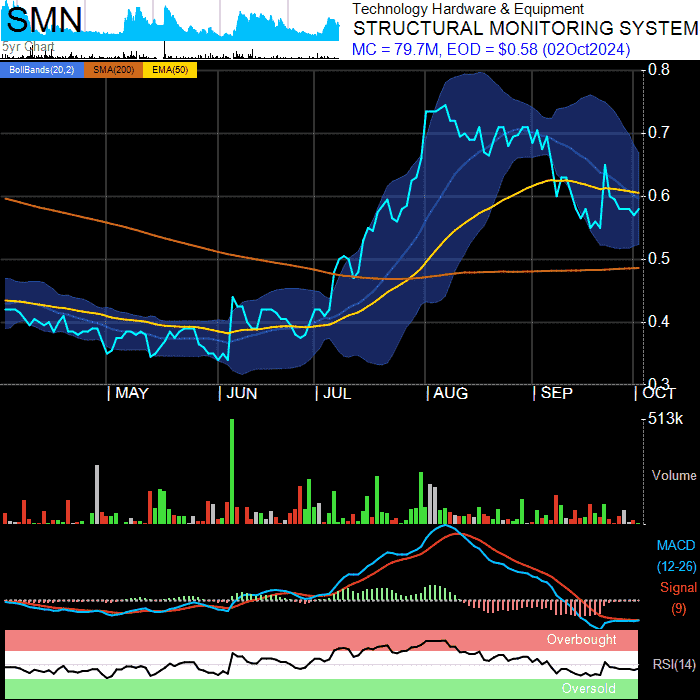 SMN
5yr Chart
Technology Hardware & Equipment
STRUCTURAL MONITORING SYSTEM
MC = 79.7M, EOD = $0.58 (02Oct2024)
BollBands(20,2) SMA(200) EMA(50)
0.8
0.7
0.6
0.5
0.4
0.3
MAY JUN JUL AUG SEP OCT
513k
Volume
MACD
(12-26)
Signal
(9)
Overbought
RSI(14)
Oversold